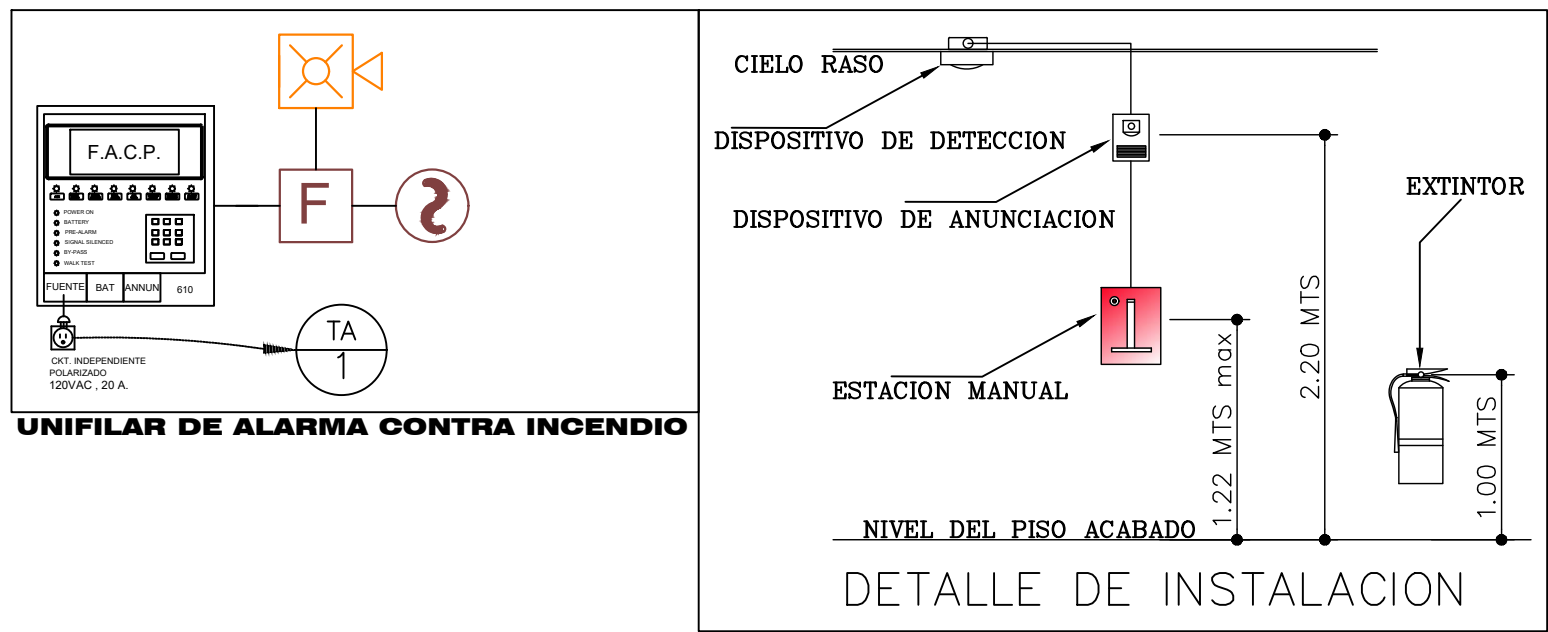 F.A.C.P.
POWER ON
BATTERY
PRE-ALARM
SIGNAL SILENCED
BY-PASS
WALK TEST
FUENTE
BAT
ANNUN
610
F
TA
1
CKT. INDEPENDIENTE
POLARIZADO
120VAC , 20 A.
UNIFILAR DE ALARMA CONTRA INCENDIO
CIELO RASO
DISPOSITIVO DE DETECCION
DISPOSITIVO DE ANUNCIACION
EXTINTOR
ESTACION MANUAL
1.22 MTS max
2.20 MTS
1.00 MTS
NIVEL DEL PISO ACABADO
DETALLE DE INSTALACION